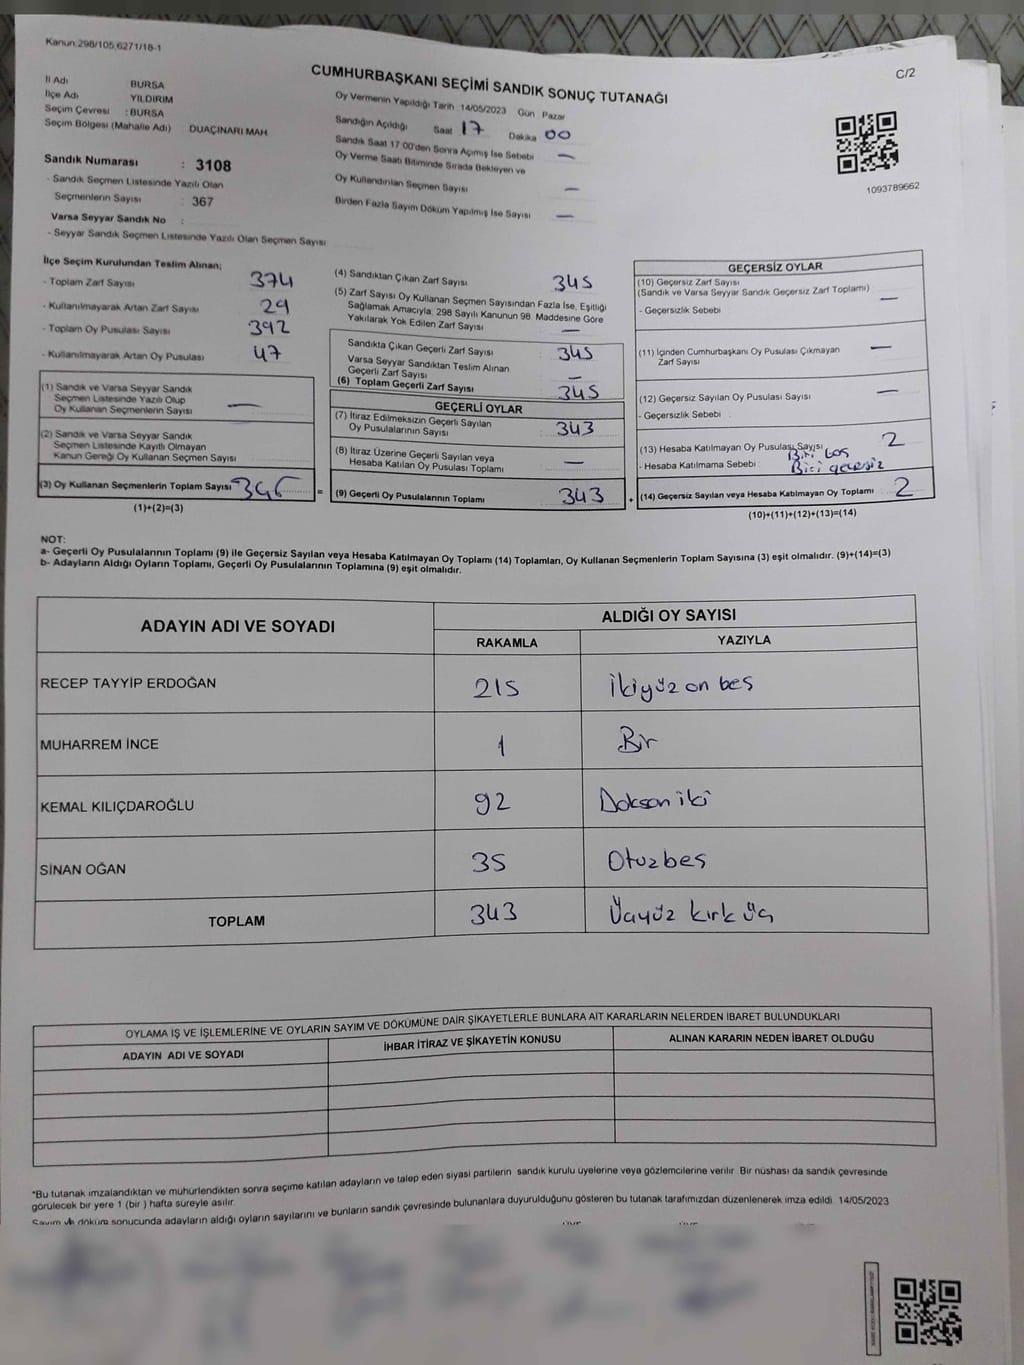 Kanun.298/105,6271/18-1
C/2
CUMHURBAŞKANI SEÇİMİ SANDIK SONUÇ TUTANAĞI
İl Adı BURSA
İlçe Adı YILDIRIM
Seçim Çevresi : BURSA
Seçim Bölgesi (Mahalle Adı) : DUAÇINARI MAH
Oy Vermenin Yapıldığı Tarih : 14/05/2023 Gün Pazar
Sandığın Açıldığı Saat 17 Dakika 00
Sandık Saat 17:00'den Sonra Açımış İse Sebebi —
Oy Verme Saati Bitiminde Sırada Bekleyen ve
Oy Kullandırılan Seçmen Sayısı —
Birden Fazla Sayım Döküm Yapılmış İse Sayısı —
1093789662
Sandık Numarası : 3108
- Sandık Seçmen Listesinde Yazılı Olan
Seçmenlerin Sayısı : 367
Varsa Seyyar Sandık No :
- Seyyar Sandık Seçmen Listesinde Yazılı Olan Seçmen Sayısı
İlçe Seçim Kurulundan Teslim Alınan;
- Toplam Zarf Sayısı 374
- Kullanılmayarak Artan Zarf Sayısı 29
- Toplam Oy Pusulası Sayısı 392
- Kullanılmayarak Artan Oy Pusulası 47
(1) Sandık ve Varsa Seyyar Sandık
Seçmen Listesinde Yazılı Olup
Oy Kullanan Seçmenlerin Sayısı —
(2) Sandık ve Varsa Seyyar Sandık
Seçmen Listesinde Kayıtlı Olmayan
Kanun Gereği Oy Kullanan Seçmen Sayısı
(3) Oy Kullanan Seçmenlerin Toplam Sayısı 345 =
(1)+(2)=(3)
(4) Sandıktan Çıkan Zarf Sayısı 345
(5) Zarf Sayısı Oy Kullanan Seçmen Sayısından Fazla İse, Eşitliği
Sağlamak Amacıyla, 298 Sayılı Kanunun 98. Maddesine Göre
Yakılarak Yok Edilen Zarf Sayısı —
Sandıkta Çıkan Geçerli Zarf Sayısı 345
Varsa Seyyar Sandıktan Teslim Alınan
Geçerli Zarf Sayısı —
(6) Toplam Geçerli Zarf Sayısı 345
GEÇERLİ OYLAR
(7) İtiraz Edilmeksizin Geçerli Sayılan
Oy Pusulalarının Sayısı 343
(8) İtiraz Üzerine Geçerli Sayılan veya
Hesaba Katılan Oy Pusulası Toplamı —
(9) Geçerli Oy Pusulalarının Toplamı 343 +
GEÇERSİZ OYLAR
(10) Geçersiz Zarf Sayısı
(Sandık ve Varsa Seyyar Sandık Geçersiz Zarf Toplamı) —
- Geçersizlik Sebebi :
(11) İçinden Cumhurbaşkanı Oy Pusulası Çıkmayan
Zarf Sayısı —
(12) Geçersiz Sayılan Oy Pusulası Sayısı —
- Geçersizlik Sebebi :
(13) Hesaba Katılmayan Oy Pusulası Sayısı 2
- Hesaba Katılmama Sebebi : Biri boş
Biri geçersiz
(14) Geçersiz Sayılan veya Hesaba Katılmayan Oy Toplamı 2
(10)+(11)+(12)+(13)=(14)
NOT:
a- Geçerli Oy Pusulalarının Toplamı (9) ile Geçersiz Sayılan veya Hesaba Katılmayan Oy Toplamı (14) Toplamları, Oy Kullanan Seçmenlerin Toplam Sayısına (3) eşit olmalıdır. (9)+(14)=(3)
b- Adayların Aldığı Oyların Toplamı, Geçerli Oy Pusulalarının Toplamına (9) eşit olmalıdır.
ADAYIN ADI VE SOYADI
ALDIĞI OY SAYISI
RAKAMLA YAZIYLA
RECEP TAYYİP ERDOĞAN 215 İkiyüz on beş
MUHARREM İNCE 1 Bir
KEMAL KILIÇDAROĞLU 92 Doksan iki
SİNAN OĞAN 35 Otuzbeş
TOPLAM 343 Üçyüz kırk üç
OYLAMA İŞ VE İŞLEMLERİNE VE OYLARIN SAYIM VE DÖKÜMÜNE DAİR ŞİKAYETLERLE BUNLARA AİT KARARLARIN NELERDEN İBARET BULUNDUKLARI
ADAYIN ADI VE SOYADI İHBAR İTİRAZ VE ŞİKAYETİN KONUSU ALINAN KARARIN NEDEN İBARET OLDUĞU
*Bu tutanak imzalandıktan ve mühürlendikten sonra seçime katılan adayların ve talep eden siyasi partilerin sandık kurulu üyelerine veya gözlemcilerine verilir. Bir nüshası da sandık çevresinde
görülecek bir yere 1 (bir ) hafta süreyle asılır.
Sayım ve döküm sonucunda adayların aldığı oyların sayılarını ve bunların sandık çevresinde bulunanlara duyurulduğunu gösteren bu tutanak tarafımızdan düzenlenerek imza edildi. 14/05/2023